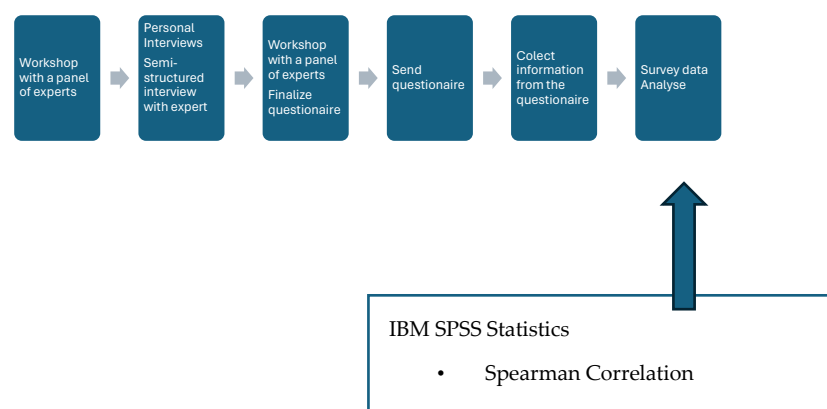 Workshop
with a panel
of experts
Personal
Interviews
Semi-
structured
interview
with expert
Workshop
with a panel
of experts
Finalize
questionaire
Send
questionaire
Colect
information
from the
questionaire
Survey data
Analyse
IBM SPSS Statistics
• Spearman Correlation